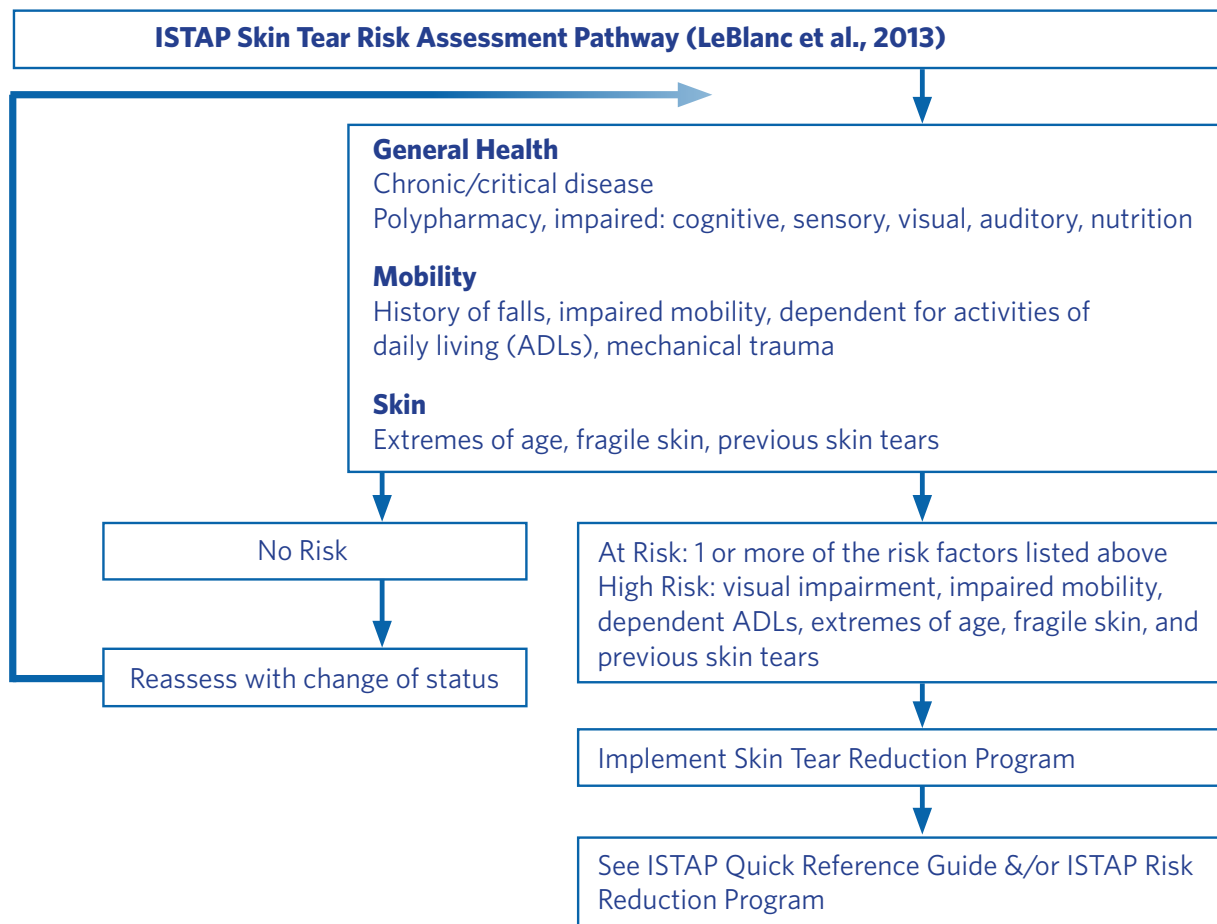 ISTAP Skin Tear Risk Assessment Pathway (LeBlanc et al., 2013)
General Health
Chronic/critical disease
Polypharmacy, impaired: cognitive, sensory, visual, auditory, nutrition
Mobility
History of falls, impaired mobility, dependent for activities of
daily living (ADLs), mechanical trauma
Skin
Extremes of age, fragile skin, previous skin tears
No Risk
Reassess with change of status
At Risk: 1 or more of the risk factors listed above
High Risk: visual impairment, impaired mobility,
dependent ADLs, extremes of age, fragile skin, and
previous skin tears
Implement Skin Tear Reduction Program
See ISTAP Quick Reference Guide &/or ISTAP Risk
Reduction Program